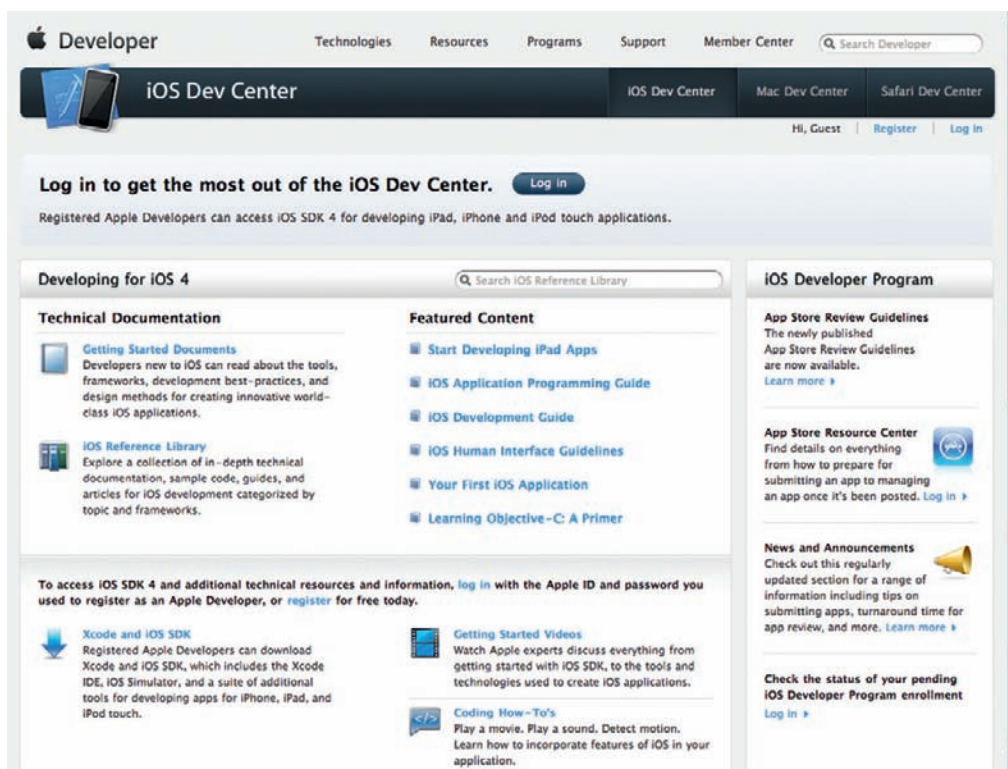 Developer
Technologies
Resources
Programs
Support
Member Center
Search Developer
iOS Dev Center
iOS Dev Center
Mac Dev Center
Safari Dev Center
Hi, Guest
Register
Log in
Log in to get the most out of the iOS Dev Center.
Log in
Registered Apple Developers can access iOS SDK 4 for developing iPad, iPhone and iPod touch applications.
Developing for iOS 4
Search iOS Reference Library
Technical Documentation
Getting Started Documents
Developers new to iOS can read about the tools,
frameworks, development best-practices, and
design methods for creating innovative world-
class iOS applications.
iOS Reference Library
Explore a collection of in-depth technical
documentation, sample code, guides, and
articles for iOS development categorized by
topic and frameworks.
Featured Content
Start Developing iPad Apps
iOS Application Programming Guide
iOS Development Guide
iOS Human Interface Guidelines
Your First iOS Application
Learning Objective-C: A Primer
To access iOS SDK 4 and additional technical resources and information, log in with the Apple ID and password you
used to register as an Apple Developer, or register for free today.
Xcode and iOS SDK
Registered Apple Developers can download
Xcode and iOS SDK, which includes the Xcode
IDE, iOS Simulator, and a suite of additional
tools for developing apps for iPhone, iPad, and
iPod touch.
Getting Started Videos
Watch Apple experts discuss everything from
getting started with iOS SDK, to the tools and
technologies used to create iOS applications.
Coding How-To's
Play a movie. Play a sound. Detect motion.
Learn how to incorporate features of iOS in your
application.
iOS Developer Program
App Store Review Guidelines
The newly published
App Store Review Guidelines
are now available.
Learn more
App Store Resource Center
Find details on everything
from how to prepare for
submitting an app to managing
an app once it's been posted. Log in
News and Announcements
Check out this regularly
updated section for a range of
information including tips on
submitting apps, turnaround time for
app review, and more. Learn more
Check the status of your pending
iOS Developer Program enrollment
Log in